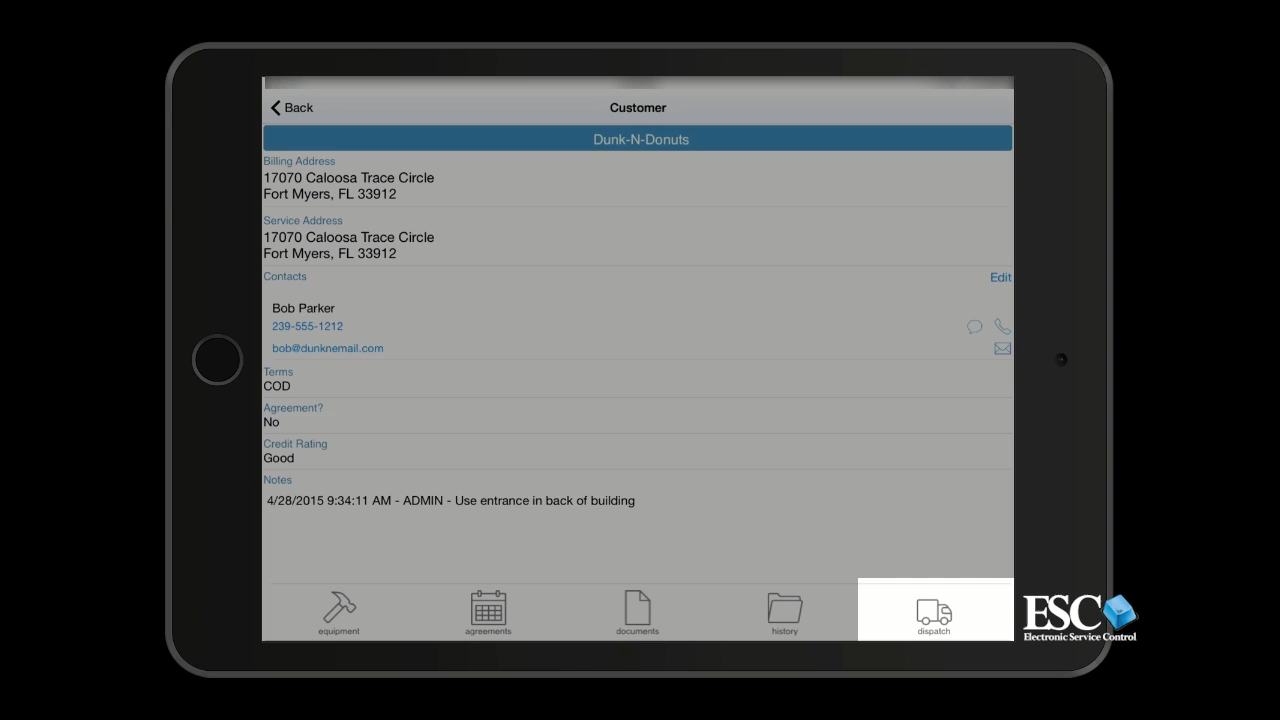 Back
Customer
Dunk-N-Donuts
Billing Address
17070 Caloosa Trace Circle
Fort Myers, FL 33912
Service Address
17070 Caloosa Trace Circle
Fort Myers, FL 33912
Contacts
Edit
Bob Parker
239-555-1212
bob@dunknemail.com
Terms
COD
Agreement?
No
Credit Rating
Good
Notes
4/28/2015 9:34:11 AM - ADMIN - Use entrance in back of building
equipment
agreements
documents
history
dispatch
ESC
Electronic Service Control